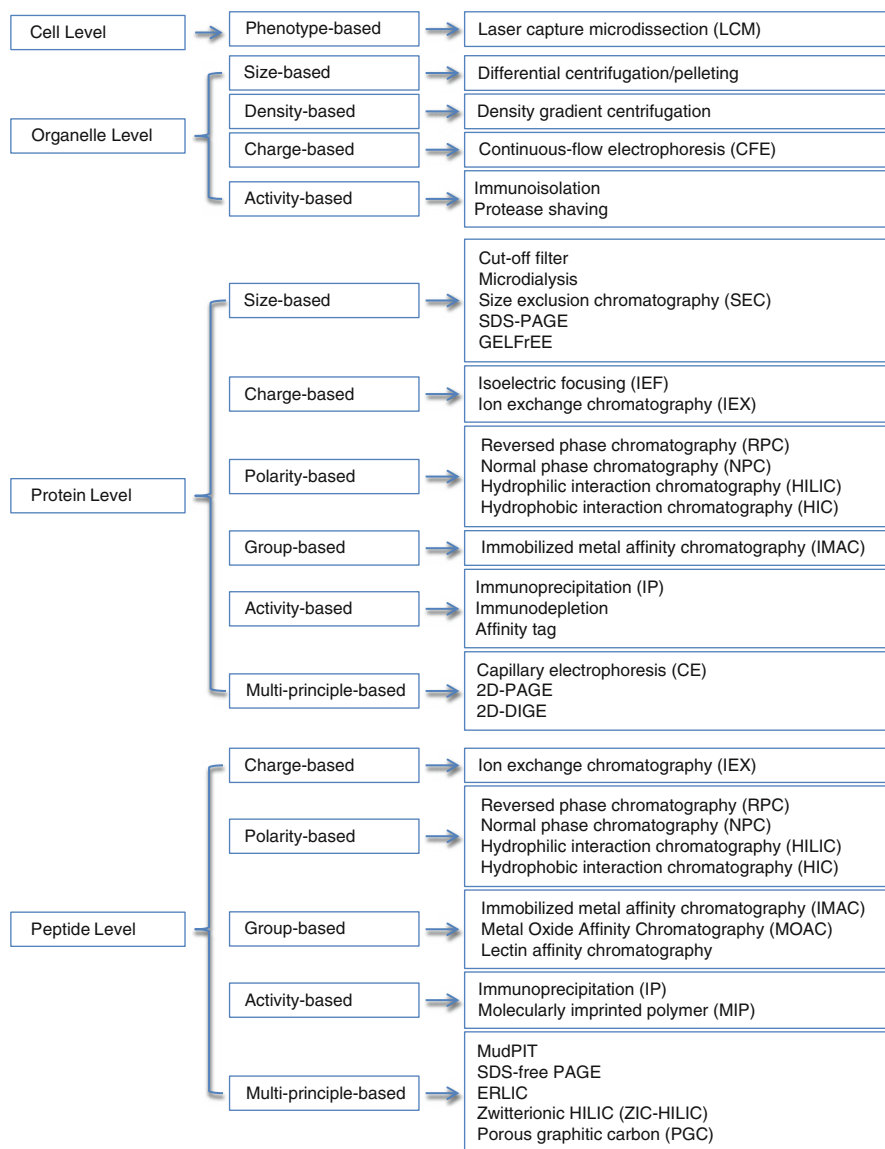 Cell Level
Phenotype-based
Laser capture microdissection (LCM)
Organelle Level
Size-based
Differential centrifugation/pelleting
Density-based
Density gradient centrifugation
Charge-based
Continuous-flow electrophoresis (CFE)
Activity-based
Immunoisolation
Protease shaving
Protein Level
Size-based
Cut-off filter
Microdialysis
Size exclusion chromatography (SEC)
SDS-PAGE
GELFrEE
Charge-based
Isoelectric focusing (IEF)
Ion exchange chromatography (IEX)
Polarity-based
Reversed phase chromatography (RPC)
Normal phase chromatography (NPC)
Hydrophilic interaction chromatography (HILIC)
Hydrophobic interaction chromatography (HIC)
Group-based
Immobilized metal affinity chromatography (IMAC)
Activity-based
Immunoprecipitation (IP)
Immunodepletion
Affinity tag
Multi-principle-based
Capillary electrophoresis (CE)
2D-PAGE
2D-DIGE
Peptide Level
Charge-based
Ion exchange chromatography (IEX)
Polarity-based
Reversed phase chromatography (RPC)
Normal phase chromatography (NPC)
Hydrophilic interaction chromatography (HILIC)
Hydrophobic interaction chromatography (HIC)
Group-based
Immobilized metal affinity chromatography (IMAC)
Metal Oxide Affinity Chromatography (MOAC)
Lectin affinity chromatography
Activity-based
Immunoprecipitation (IP)
Molecularly imprinted polymer (MIP)
Multi-principle-based
MudPIT
SDS-free PAGE
ERLIC
Zwitterionic HILIC (ZIC-HILIC)
Porous graphitic carbon (PGC)